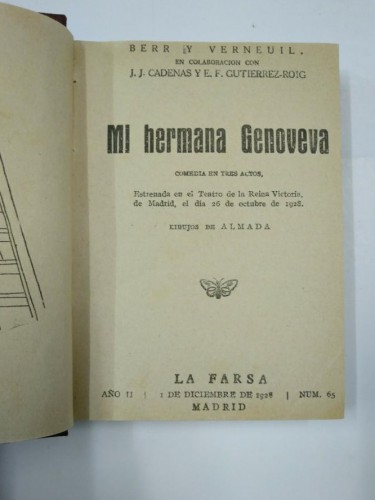 BERR Y VERNEUIL.
EN COLABORACION CON
J. J. CADENAS Y E. F. GUTIERREZ-ROIG
MI hermana Genoveva
COMEDIA EN TRES ACTOS,
Estrenada en el Teatro de la Reina Victoria,
de Madrid, el día 26 de octubre de 1928.
DIBUJOS DE ALMADA
LA FARSA
AÑO II | 1 DE DICIEMBRE DE 1928 | NUM. 65
MADRID